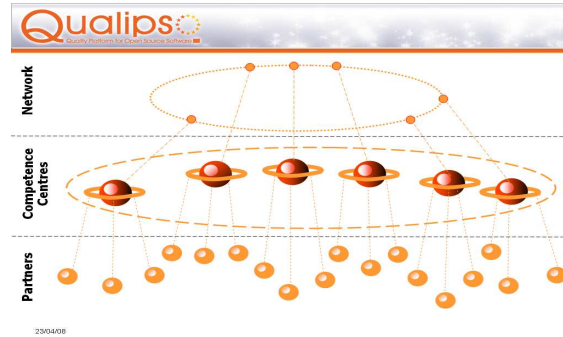 Qualipso
Quality Platform for Open Source Software
Network
Competence
Centres
Partners
23/04/08